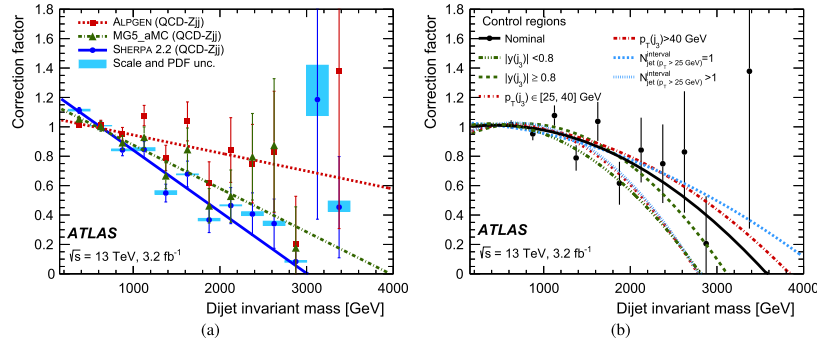 Correction factor
1.8
1.6
1.4
1.2
1
0.8
0.6
0.4
0.2
0
ALPGEN (QCD-Zjj)
MG5_aMC (QCD-Zjj)
SHERPA 2.2 (QCD-Zjj)
Scale and PDF unc.
ATLAS
√s = 13 TeV, 3.2 fb⁻¹
1000 2000 3000 4000
Dijet invariant mass [GeV]
(a)
Correction factor
1.8
1.6
1.4
1.2
1
0.8
0.6
0.4
0.2
0
Control regions
Nominal
|y(j₃)| < 0.8
|y(j₃)| ≥ 0.8
p_T(j₃) ∈ [25, 40] GeV
p_T(j₃) > 40 GeV
N^interval_jet (p_T > 25 GeV) = 1
N^interval_jet (p_T > 25 GeV) > 1
ATLAS
√s = 13 TeV, 3.2 fb⁻¹
0 1000 2000 3000 4000
Dijet invariant mass [GeV]
(b)